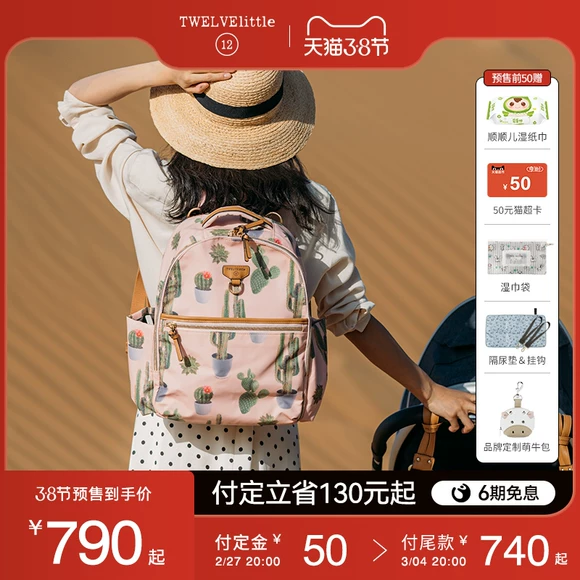 TWELVElittle
12
天猫3.8节
预售前50赠
顺顺儿湿纸巾
¥50
50元猫超卡
湿巾袋
隔尿垫&挂钩
品牌定制萌牛包
38节预售到手价
¥790起
付定立省130元起
6期免息
付定金¥
2/27 20:00
50
>
付尾款¥
3/04 20:00
740起